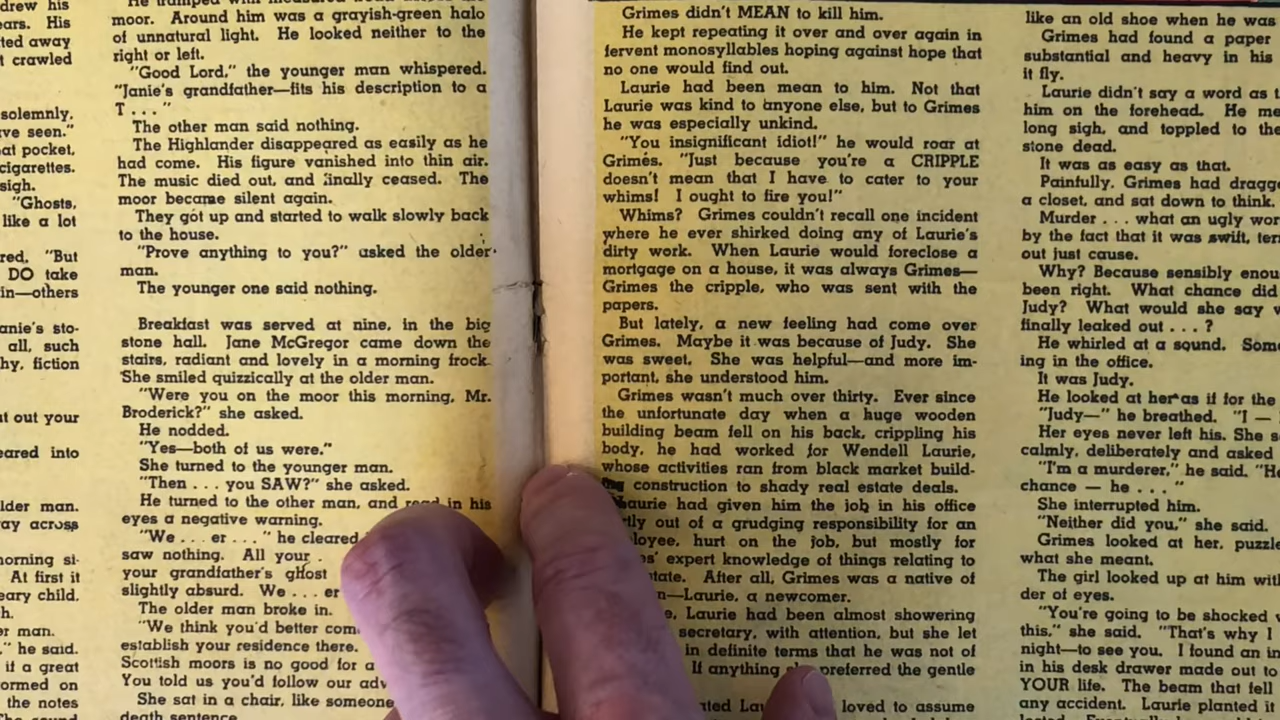 drew his
ears. His
ted away
t crawled
solemnly,
ave seen."
at pocket,
cigarettes.
sigh.
"Ghosts,
like a lot
red. "But
DO take
in—others
anie's sto-
all, such
hy, fiction
out your
eared into
older man.
ay across
orning si-
At first it
eary child.
h.
er man.
" he said.
if a great
ormed on
the notes
moor. Around him was a grayish-green halo
of unnatural light. He looked neither to the
right or left.
"Good Lord," the younger man whispered.
"Janie's grandfather—fits his description to a
T . . . "
The other man said nothing.
The Highlander disappeared as easily as he
had come. His figure vanished into thin air.
The music died out, and finally ceased. The
moor became silent again.
They got up and started to walk slowly back
to the house.
"Prove anything to you?" asked the older
man.
The younger one said nothing.
Breakfast was served at nine, in the big
stone hall. Jane McGregor came down the
stairs, radiant and lovely in a morning frock.
She smiled quizzically at the older man.
"Were you on the moor this morning, Mr.
Broderick?" she asked.
He nodded.
"Yes—both of us were."
She turned to the younger man.
"Then . . . you SAW?" she asked.
He turned to the other man, and read in his
eyes a negative warning.
"We . . . er . . . " he cleared
saw nothing. All your .
your grandfather's ghost
slightly absurd. We . . . er
The older man broke in.
"We think you'd better com
establish your residence there.
Scottish moors is no good for a
You told us you'd follow our adv
She sat in a chair, like someone
death sentence.
Grimes didn't MEAN to kill him.
He kept repeating it over and over again in
fervent monosyllables hoping against hope that
no one would find out.
Laurie had been mean to him. Not that
Laurie was kind to anyone else, but to Grimes
he was especially unkind.
"You insignificant idiot!" he would roar at
Grimes. "Just because you're a CRIPPLE
doesn't mean that I have to cater to your
whims! I ought to fire you!"
Whims? Grimes couldn't recall one incident
where he ever shirked doing any of Laurie's
dirty work. When Laurie would foreclose a
mortgage on a house, it was always Grimes—
Grimes the cripple, who was sent with the
papers.
But lately, a new feeling had come over
Grimes. Maybe it was because of Judy. She
was sweet. She was helpful—and more im-
portant, she understood him.
Grimes wasn't much over thirty. Ever since
the unfortunate day when a huge wooden
building beam fell on his back, crippling his
body, he had worked for Wendell Laurie,
whose activities ran from black market build-
construction to shady real estate deals.
Laurie had given him the job in his office
tly out of a grudging responsibility for an
loyee, hurt on the job, but mostly for
es' expert knowledge of things relating to
state. After all, Grimes was a native of
n—Laurie, a newcomer.
e, Laurie had been almost showering
secretary, with attention, but she let
in definite terms that he was not of
If anything she preferred the gentle
loved to assume
like an old shoe when he was
Grimes had found a paper
substantial and heavy in his
it fly.
Laurie didn't say a word as t
him on the forehead. He me
long sigh, and toppled to the
stone dead.
It was as easy as that.
Painfully, Grimes had dragg
a closet, and sat down to think.
Murder . . . what an ugly wor
by the fact that it was swift, ter
out just cause.
Why? Because sensibly enou
been right. What chance did
Judy? What would she say w
finally leaked out . . . ?
He whirled at a sound. Som
ing in the office.
It was Judy.
He looked at her as if for the
"Judy—" he breathed. "I —
Her eyes never left his. She s
calmly, deliberately and asked
"I'm a murderer," he said. "He
chance — he . . . "
She interrupted him.
"Neither did you," she said.
Grimes looked at her, puzzle
what she meant.
The girl looked up at him with
der of eyes.
"You're going to be shocked w
this," she said. "That's why I
night—to see you. I found an in
in his desk drawer made out to
YOUR life. The beam that fell
any accident. Laurie planted it